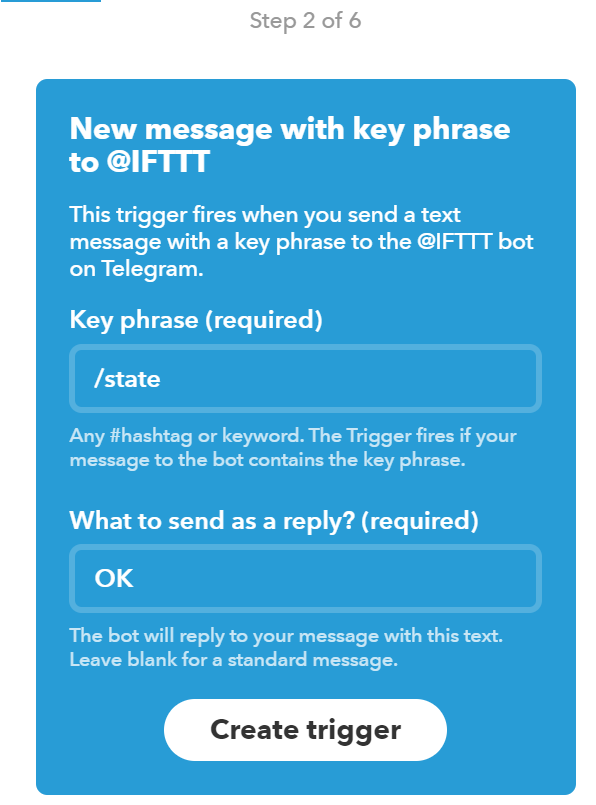 Step 2 of 6
New message with key phrase
to @IFTTT
This trigger fires when you send a text
message with a key phrase to the @IFTTT bot
on Telegram.
Key phrase (required)
/state
Any #hashtag or keyword. The Trigger fires if your
message to the bot contains the key phrase.
What to send as a reply? (required)
OK
The bot will reply to your message with this text.
Leave blank for a standard message.
Create trigger